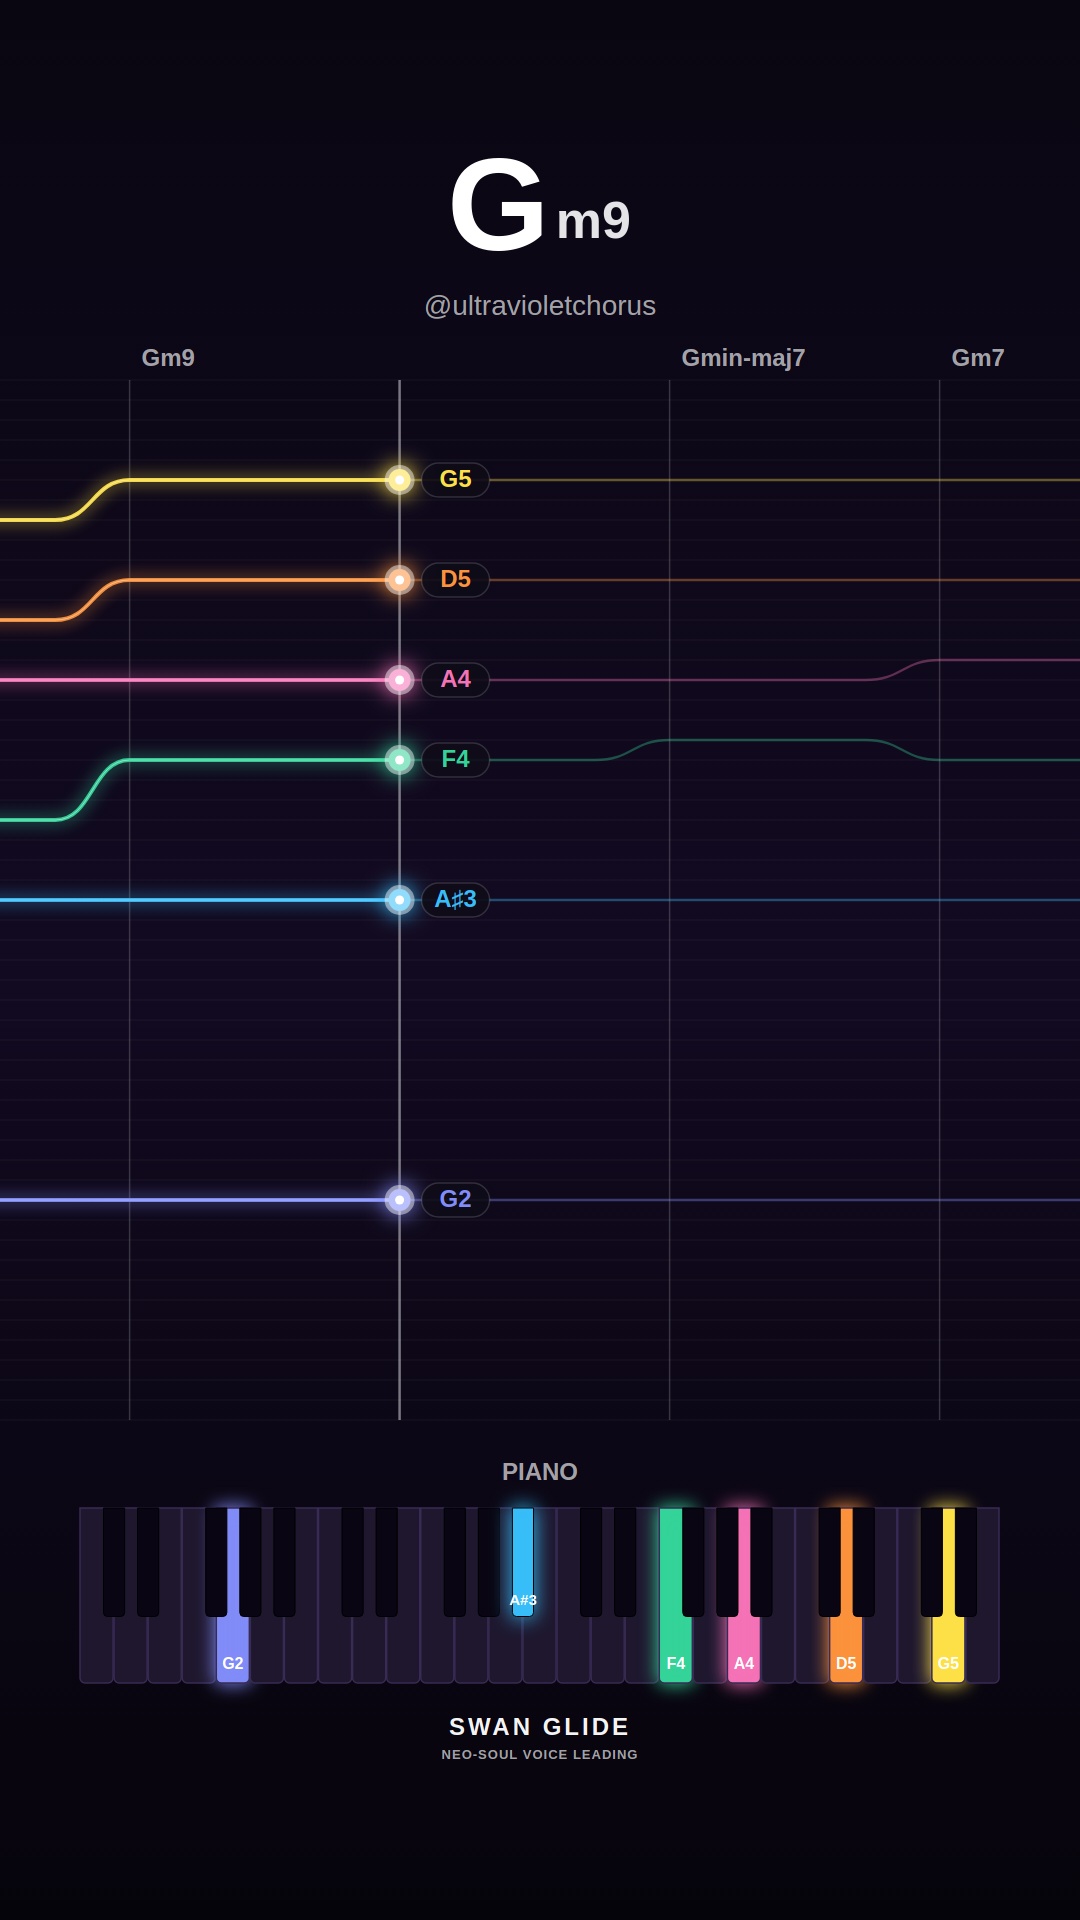 Gm9
@ultravioletchorus
Gm9 Gmin-maj7 Gm7
G5
D5
A4
F4
A♯3
G2
PIANO
A#3
G2 F4 A4 D5 G5
SWAN GLIDE
NEO-SOUL VOICE LEADING